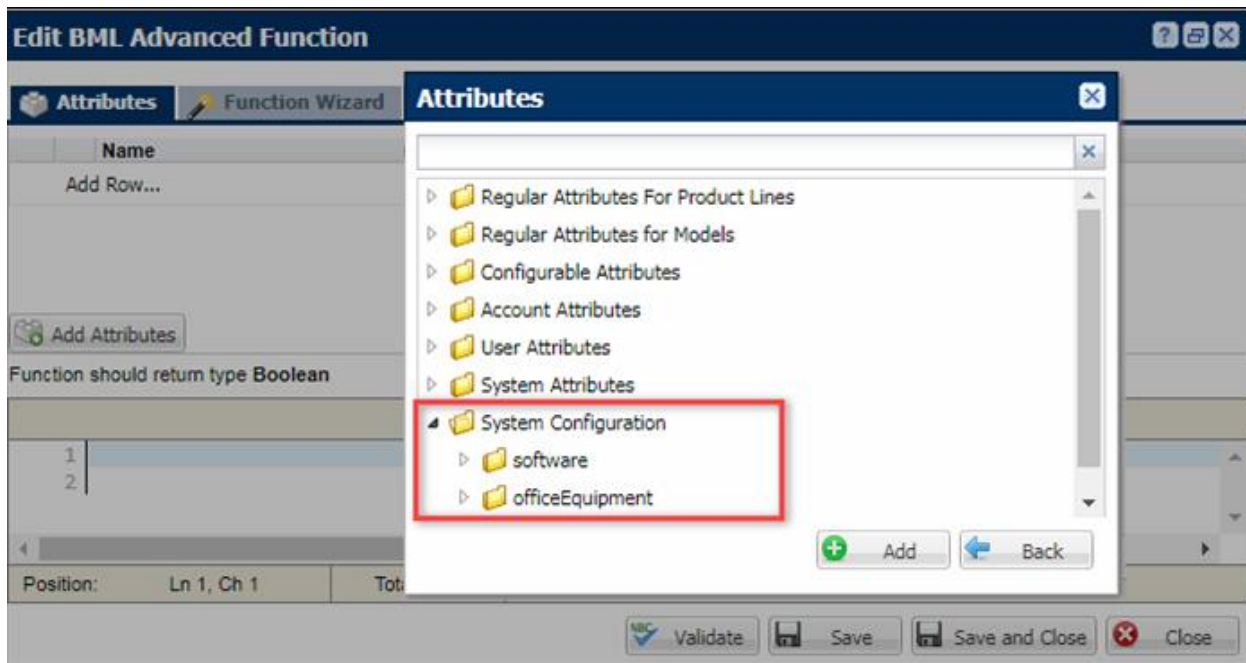 Edit BML Advanced Function
Attributes
Function Wizard
Name
Add Row...
Add Attributes
Function should return type Boolean
1
2
Position: Ln 1, Ch 1
Attributes
Regular Attributes For Product Lines
Regular Attributes for Models
Configurable Attributes
Account Attributes
User Attributes
System Attributes
System Configuration
software
officeEquipment
Add
Back
Validate
Save
Save and Close
Close